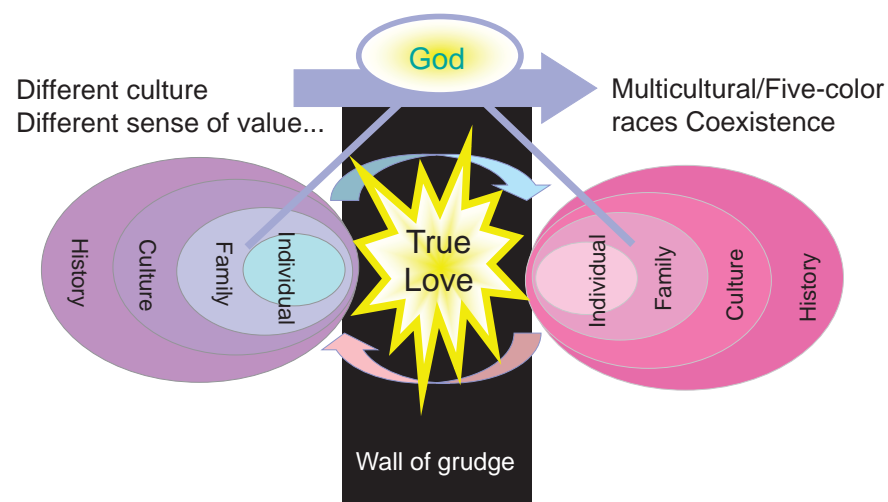 God
Different culture
Different sense of value...
Multicultural/Five-color
races Coexistence
History
Culture
Family
Individual
True
Love
Individual
Family
Culture
History
Wall of grudge